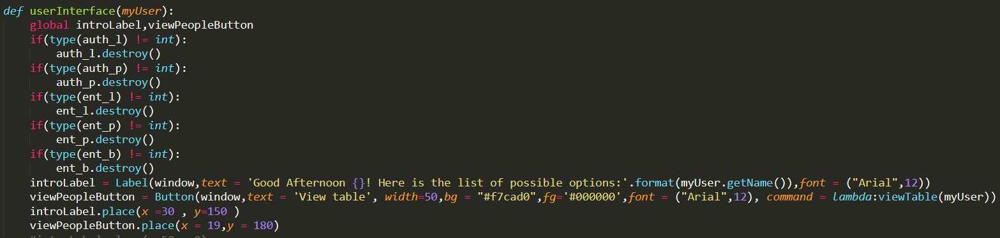 def userInterface(myUser):
    global introLabel,viewPeopleButton
    if(type(auth_l) != int):
        auth_l.destroy()
    if(type(auth_p) != int):
        auth_p.destroy()
    if(type(ent_l) != int):
        ent_l.destroy()
    if(type(ent_p) != int):
        ent_p.destroy()
    if(type(ent_b) != int):
        ent_b.destroy()
    introLabel = Label(window,text = 'Good Afternoon {}! Here is the list of possible options:'.format(myUser.getName()),font = ("Arial",12))
    viewPeopleButton = Button(window,text = 'View table', width=50,bg = "#f7cad0",fg='#000000',font = ("Arial",12), command = lambda:viewTable(myUser))
    introLabel.place(x =30 , y=150 )
    viewPeopleButton.place(x = 19,y = 180)